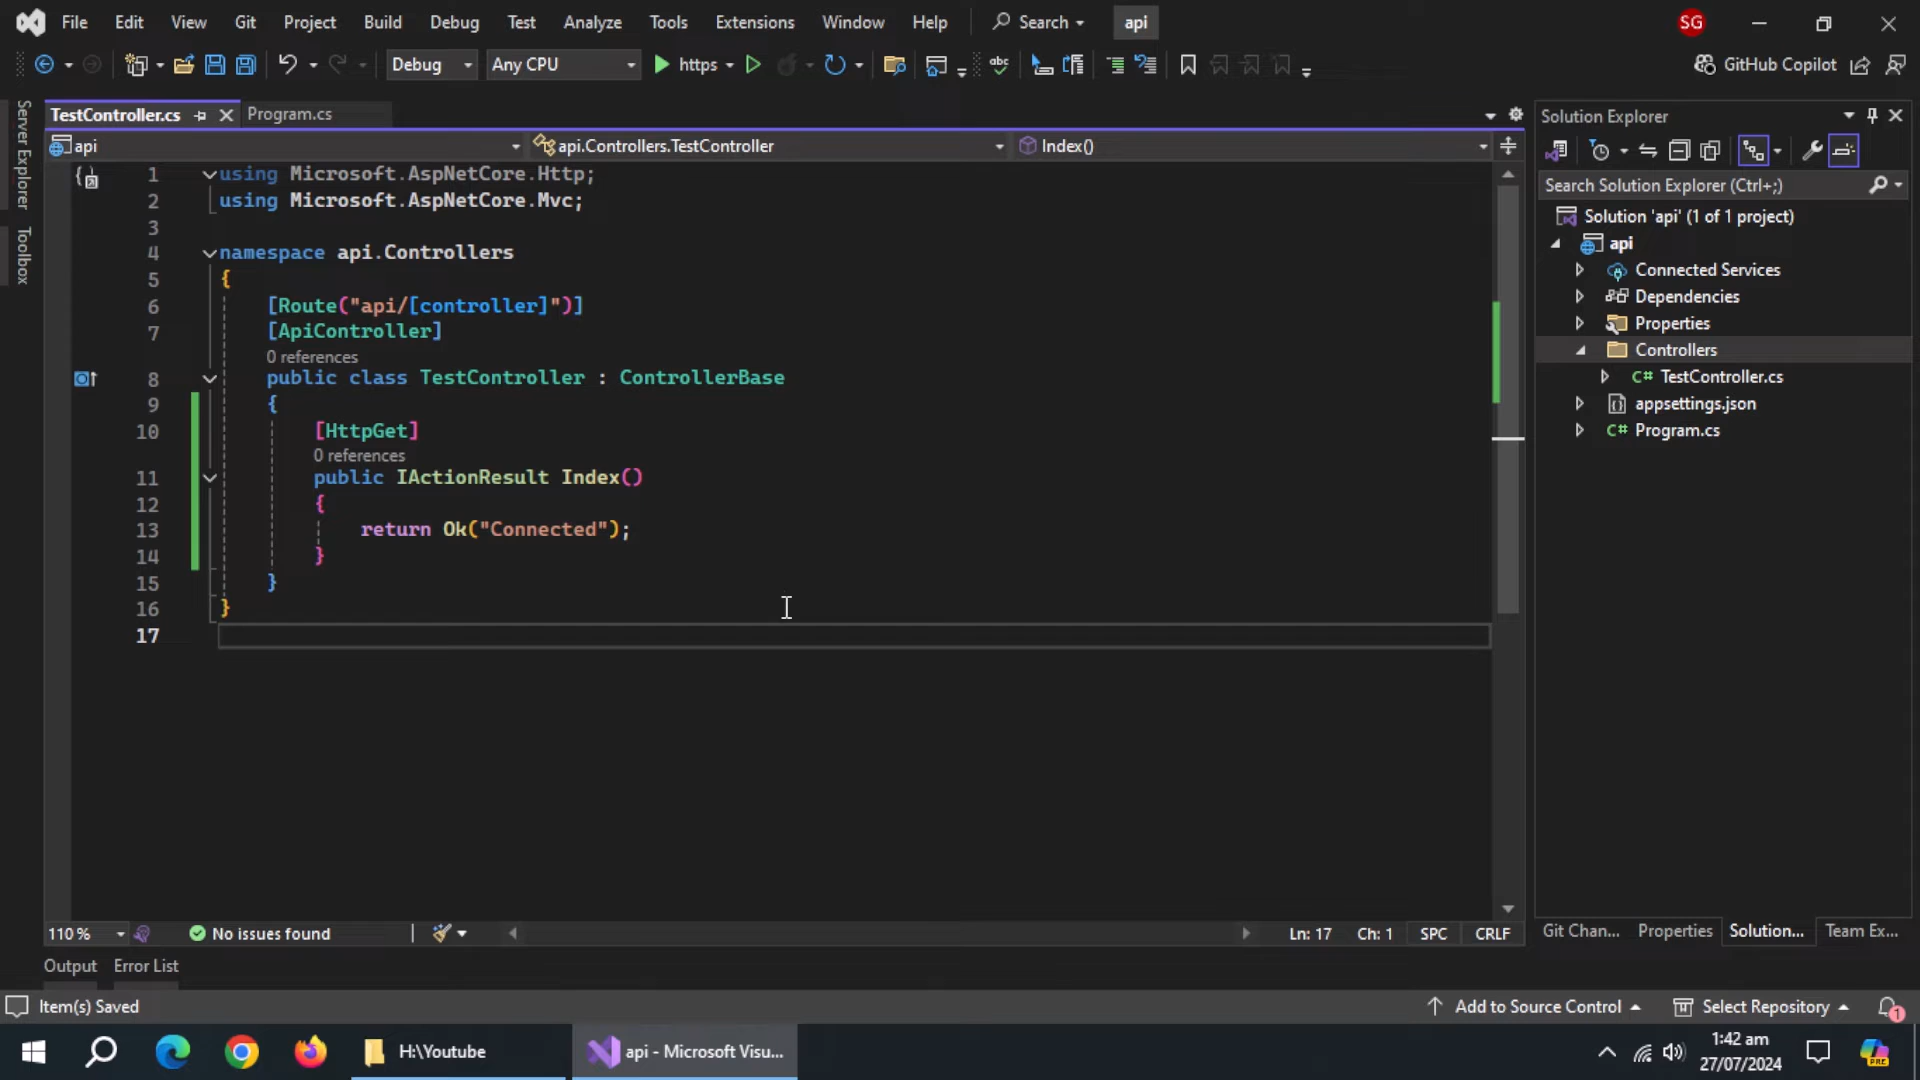 File Edit View Git Project Build Debug Test Analyze Tools Extensions Window Help Search api SG
Debug Any CPU https abc GitHub Copilot
Server Explorer
Toolbox
TestController.cs Program.cs
api api.Controllers.TestController Index()
1 using Microsoft.AspNetCore.Http;
2 using Microsoft.AspNetCore.Mvc;
3
4 namespace api.Controllers
5 {
6 [Route("api/[controller]")]
7 [ApiController]
0 references
8 public class TestController : ControllerBase
9 {
10 [HttpGet]
0 references
11 public IActionResult Index()
12 {
13 return Ok("Connected");
14 }
15 }
16 }
17
110 % No issues found Ln: 17 Ch: 1 SPC CRLF
Solution Explorer
Search Solution Explorer (Ctrl+;)
Solution 'api' (1 of 1 project)
api
Connected Services
Dependencies
Properties
Controllers
C# TestController.cs
appsettings.json
C# Program.cs
Git Chan... Properties Solution... Team Ex...
Output Error List
Item(s) Saved Add to Source Control Select Repository 1
H:\Youtube api - Microsoft Visu... 1:42 am
27/07/2024
PRE